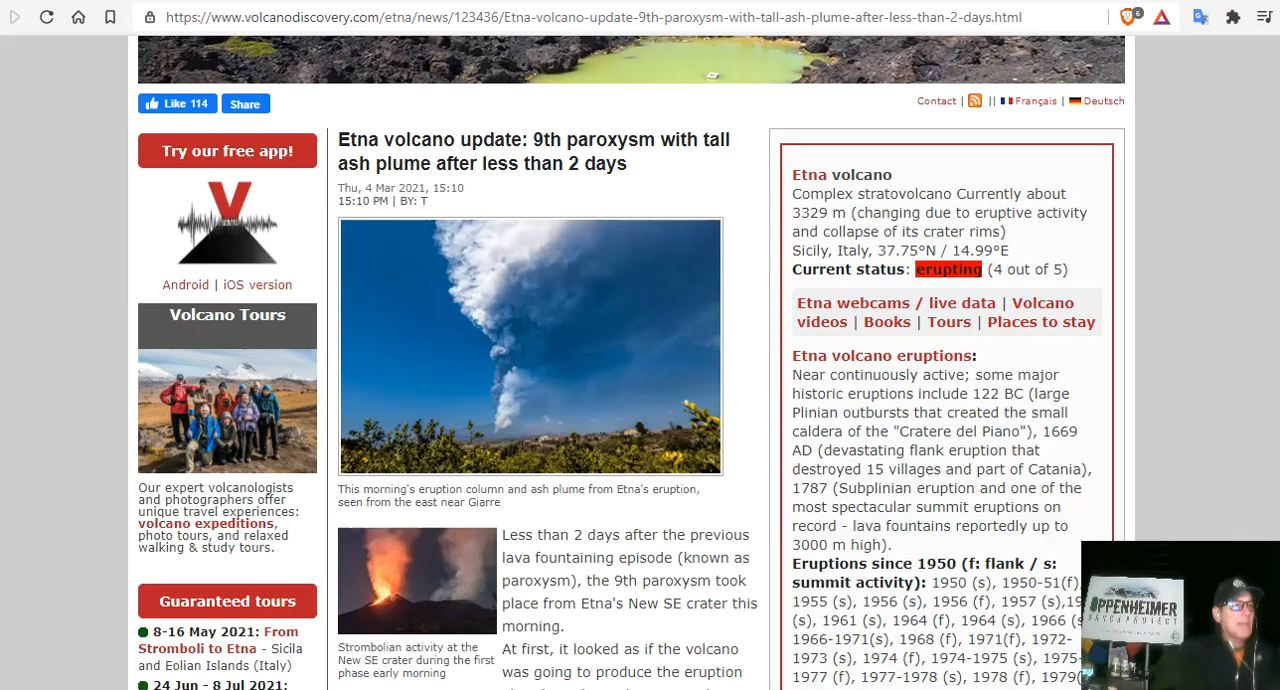 https://www.volcanodiscovery.com/etna/news/123436/Etna-volcano-update-9th-paroxysm-with-tall-ash-plume-after-less-than-2-days.html
6
Like 114
Share
Contact | || Français | Deutsch
Try our free app!
Android | iOS version
Volcano Tours
Our expert volcanologists
and photographers offer
unique travel experiences:
volcano expeditions,
photo tours, and relaxed
walking & study tours.
Guaranteed tours
8-16 May 2021: From
Stromboli to Etna - Sicila
and Eolian Islands (Italy)
24 Jun - 8 Jul 2021:
Etna volcano update: 9th paroxysm with tall
ash plume after less than 2 days
Thu, 4 Mar 2021, 15:10
15:10 PM | BY: T
This morning's eruption column and ash plume from Etna's eruption,
seen from the east near Giarre
Strombolian activity at the
New SE crater during the first
phase early morning
Less than 2 days after the previous
lava fountaining episode (known as
paroxysm), the 9th paroxysm took
place from Etna's New SE crater this
morning.
At first, it looked as if the volcano
was going to produce the eruption
Etna volcano
Complex stratovolcano Currently about
3329 m (changing due to eruptive activity
and collapse of its crater rims)
Sicily, Italy, 37.75°N / 14.99°E
Current status: erupting (4 out of 5)
Etna webcams / live data | Volcano
videos | Books | Tours | Places to stay
Etna volcano eruptions:
Near continuously active; some major
historic eruptions include 122 BC (large
Plinian outbursts that created the small
caldera of the "Cratere del Piano"), 1669
AD (devastating flank eruption that
destroyed 15 villages and part of Catania),
1787 (Subplinian eruption and one of the
most spectacular summit eruptions on
record - lava fountains reportedly up to
3000 m high).
Eruptions since 1950 (f: flank / s:
summit activity): 1950 (s), 1950-51(f),
1955 (s), 1956 (s), 1956 (f), 1957 (s),19
(s), 1961 (s), 1964 (f), 1964 (s), 1966 (s
1966-1971(s), 1968 (f), 1971(f), 1972-
1973 (s), 1974 (f), 1974-1975 (s), 1975-
1977 (f), 1977-1978 (s), 1978 (f), 1979(
OPPENHEIMER
RANCH PROJECT